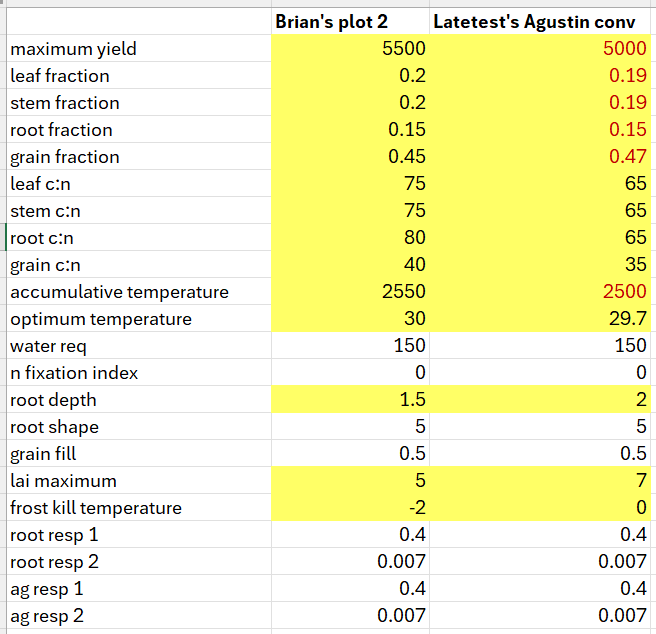 Brian's plot 2 Latetest's Agustin conv
maximum yield 5500 5000
leaf fraction 0.2 0.19
stem fraction 0.2 0.19
root fraction 0.15 0.15
grain fraction 0.45 0.47
leaf c:n 75 65
stem c:n 75 65
root c:n 80 65
grain c:n 40 35
accumulative temperature 2550 2500
optimum temperature 30 29.7
water req 150 150
n fixation index 0 0
root depth 1.5 2
root shape 5 5
grain fill 0.5 0.5
lai maximum 5 7
frost kill temperature -2 0
root resp 1 0.4 0.4
root resp 2 0.007 0.007
ag resp 1 0.4 0.4
ag resp 2 0.007 0.007